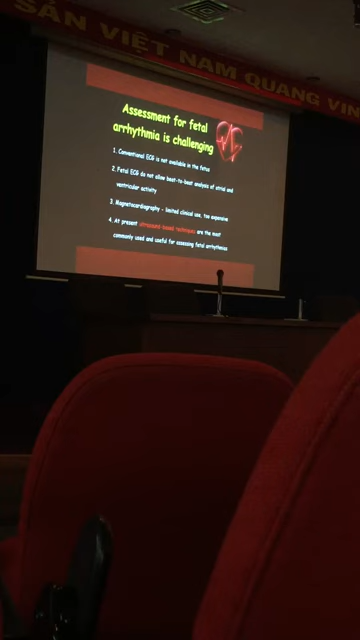 SẢN VIỆT NAM QUANG VIN
Assessment for fetal
arrhythmia is challenging
1. Conventional ECG is not available in the fetus
2. Fetal ECG do not allow beat-to-beat analysis of atrial and
ventricular activity
3. Magnetocardiography - limited clinical use, too expensive
4. At present ultrasound based techniques are the most
commonly used and useful for assessing fetal arrhythmias